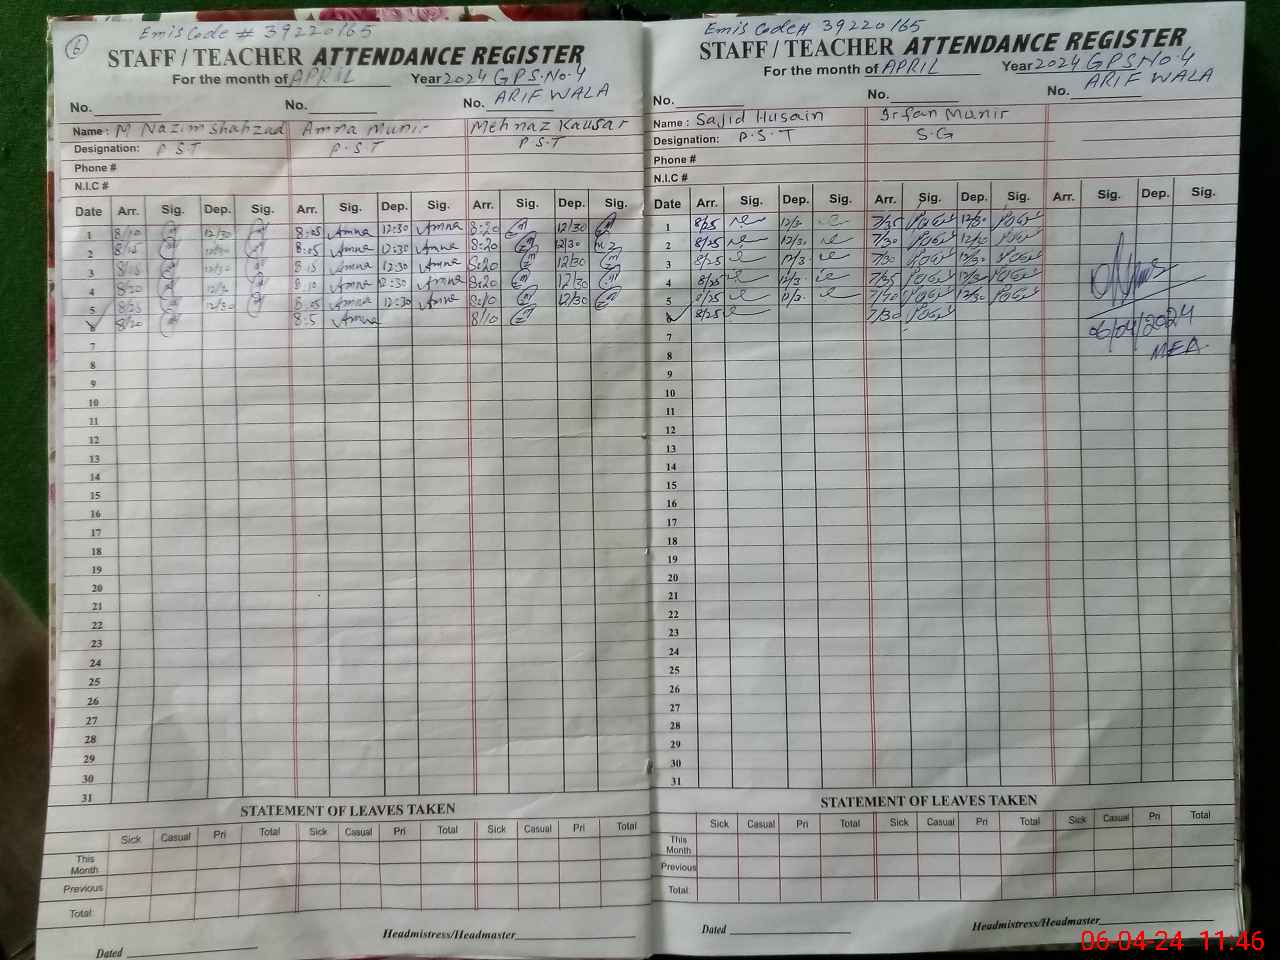 6
Emis Code # 39220165
STAFF / TEACHER ATTENDANCE REGISTER
For the month of APRIL Year 2024 GPS.No.4
ARIF WALA
No. No. No.
Name: M Nazim Shahzad Amna Munir Mehnaz Kausar
Designation: P.S.T P.S.T P.S.T
Phone #
N.I.C #
Date Arr. Sig. Dep. Sig. Arr. Sig. Dep. Sig. Arr. Sig. Dep. Sig.
1 8/10 12/30 8:05 Amna 12:30 Amna 8:20 12/30
2 8/15 12/30 8:05 Amna 12:30 Amna 8:20 12/30
3 8/15 12/30 8:15 Amna 12:30 Amna 8:20 12/30
4 8/20 8:10 Amna 12:30 Amna 8:20 12/30
5 8/25 12/30 8:05 Amna 12:30 Amna 8:10 12/30
6 8/20 8:5 Amna 8/10
7
8
9
10
11
12
13
14
15
16
17
18
19
20
21
22
23
24
25
26
27
28
29
30
31
STATEMENT OF LEAVES TAKEN
Sick Casual Pri Total Sick Casual Pri Total Sick Casual Pri Total
This Month
Previous
Total:
Dated Headmistress/Headmaster
Emis Code # 39220165
STAFF / TEACHER ATTENDANCE REGISTER
For the month of APRIL Year 2024 GPS.No.4
ARIF WALA
No. No. No.
Name: Sajid Husain Irfan Munir
Designation: P.S.T S.G
Phone #
N.I.C #
Date Arr. Sig. Dep. Sig. Arr. Sig. Dep. Sig. Arr. Sig. Dep. Sig.
1 8/25 12/3. 7/35 12/30
2 8/25 12/3. 7/30 12/30
3 8/25 12/3. 7/30 12/30
4 8/25 12/3. 7/35 12/30
5 8/25 12/3. 12/30
6 8/25 7/30
06/04/2024
MEA
7
8
9
10
11
12
13
14
15
16
17
18
19
20
21
22
23
24
25
26
27
28
29
30
31
STATEMENT OF LEAVES TAKEN
Sick Casual Pri Total Sick Casual Pri Total Sick Casual Pri Total
This Month
Previous
Total:
Dated Headmistress/Headmaster
06-04-24 11:46